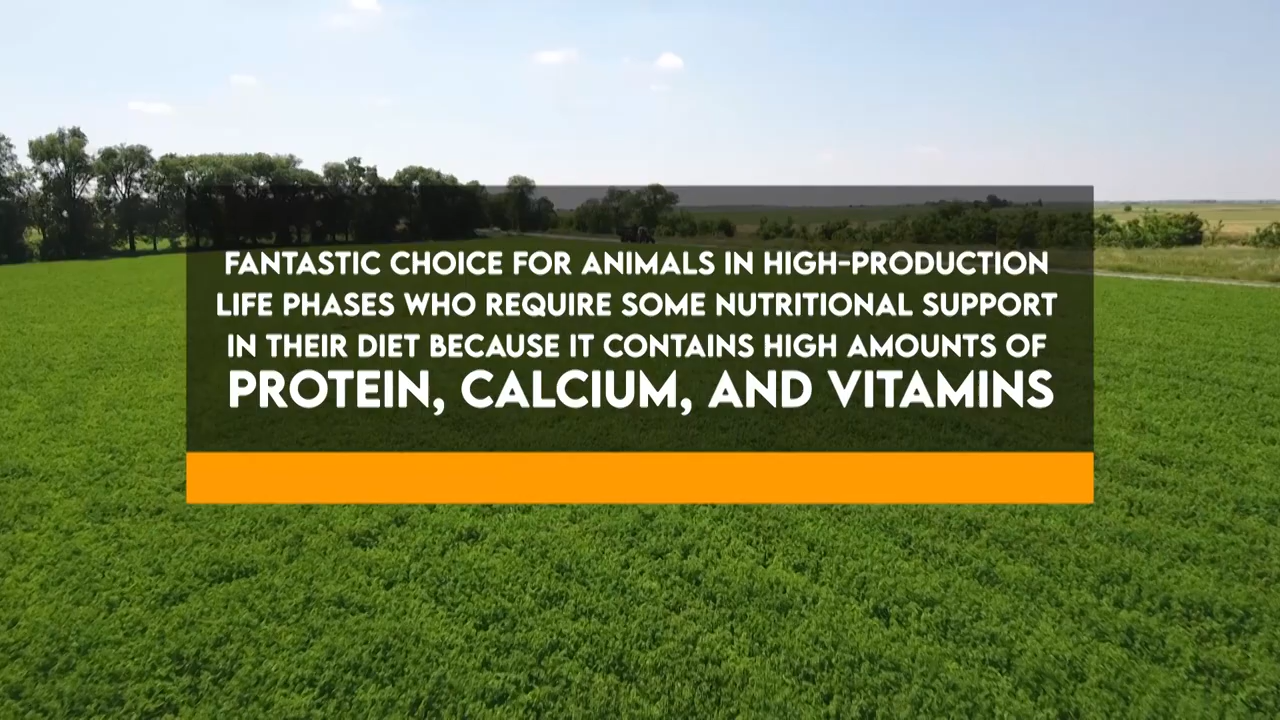 FANTASTIC CHOICE FOR ANIMALS IN HIGH-PRODUCTION
LIFE PHASES WHO REQUIRE SOME NUTRITIONAL SUPPORT
IN THEIR DIET BECAUSE IT CONTAINS HIGH AMOUNTS OF
PROTEIN, CALCIUM, AND VITAMINS